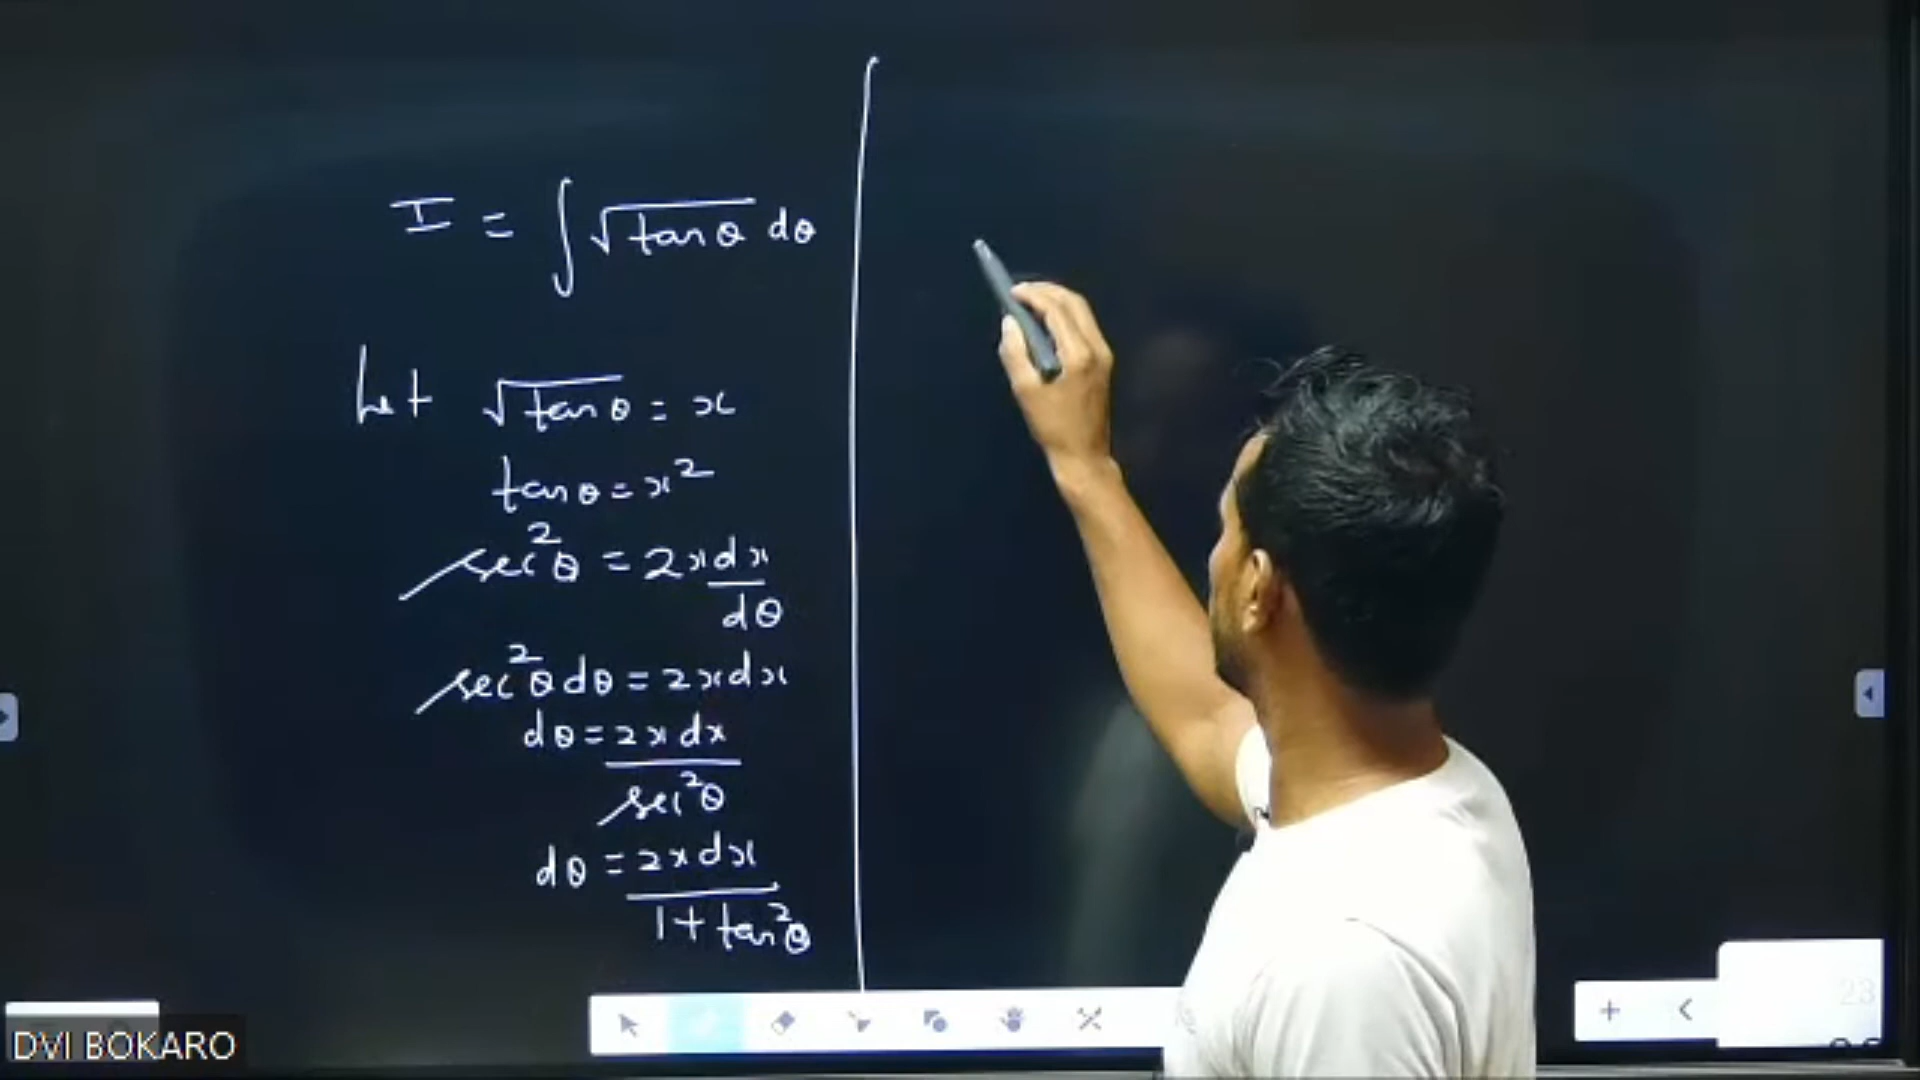 I = ∫ √tanθ dθ
Let √tanθ = x
tanθ = x²
sec²θ = 2x dx/dθ
sec²θ dθ = 2x dx
dθ = 2x dx/sec²θ
dθ = 2x dx/1 + tan²θ
23
DVI BOKARO